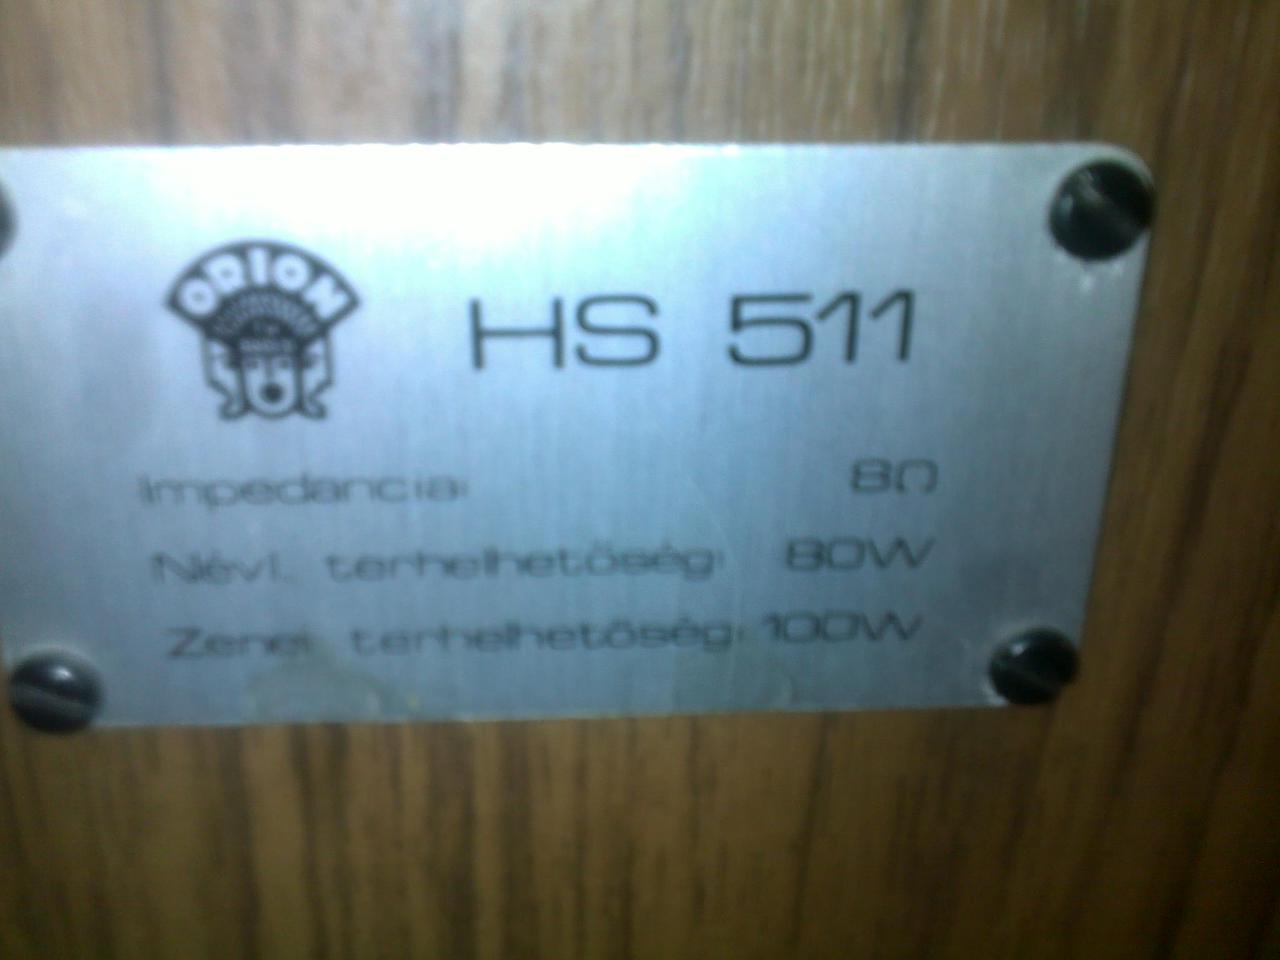 ORION
HS 511
Impedancia: 8Ω
Névl. terhelhetőség: 80W
Zenei terhelhetőség: 100W